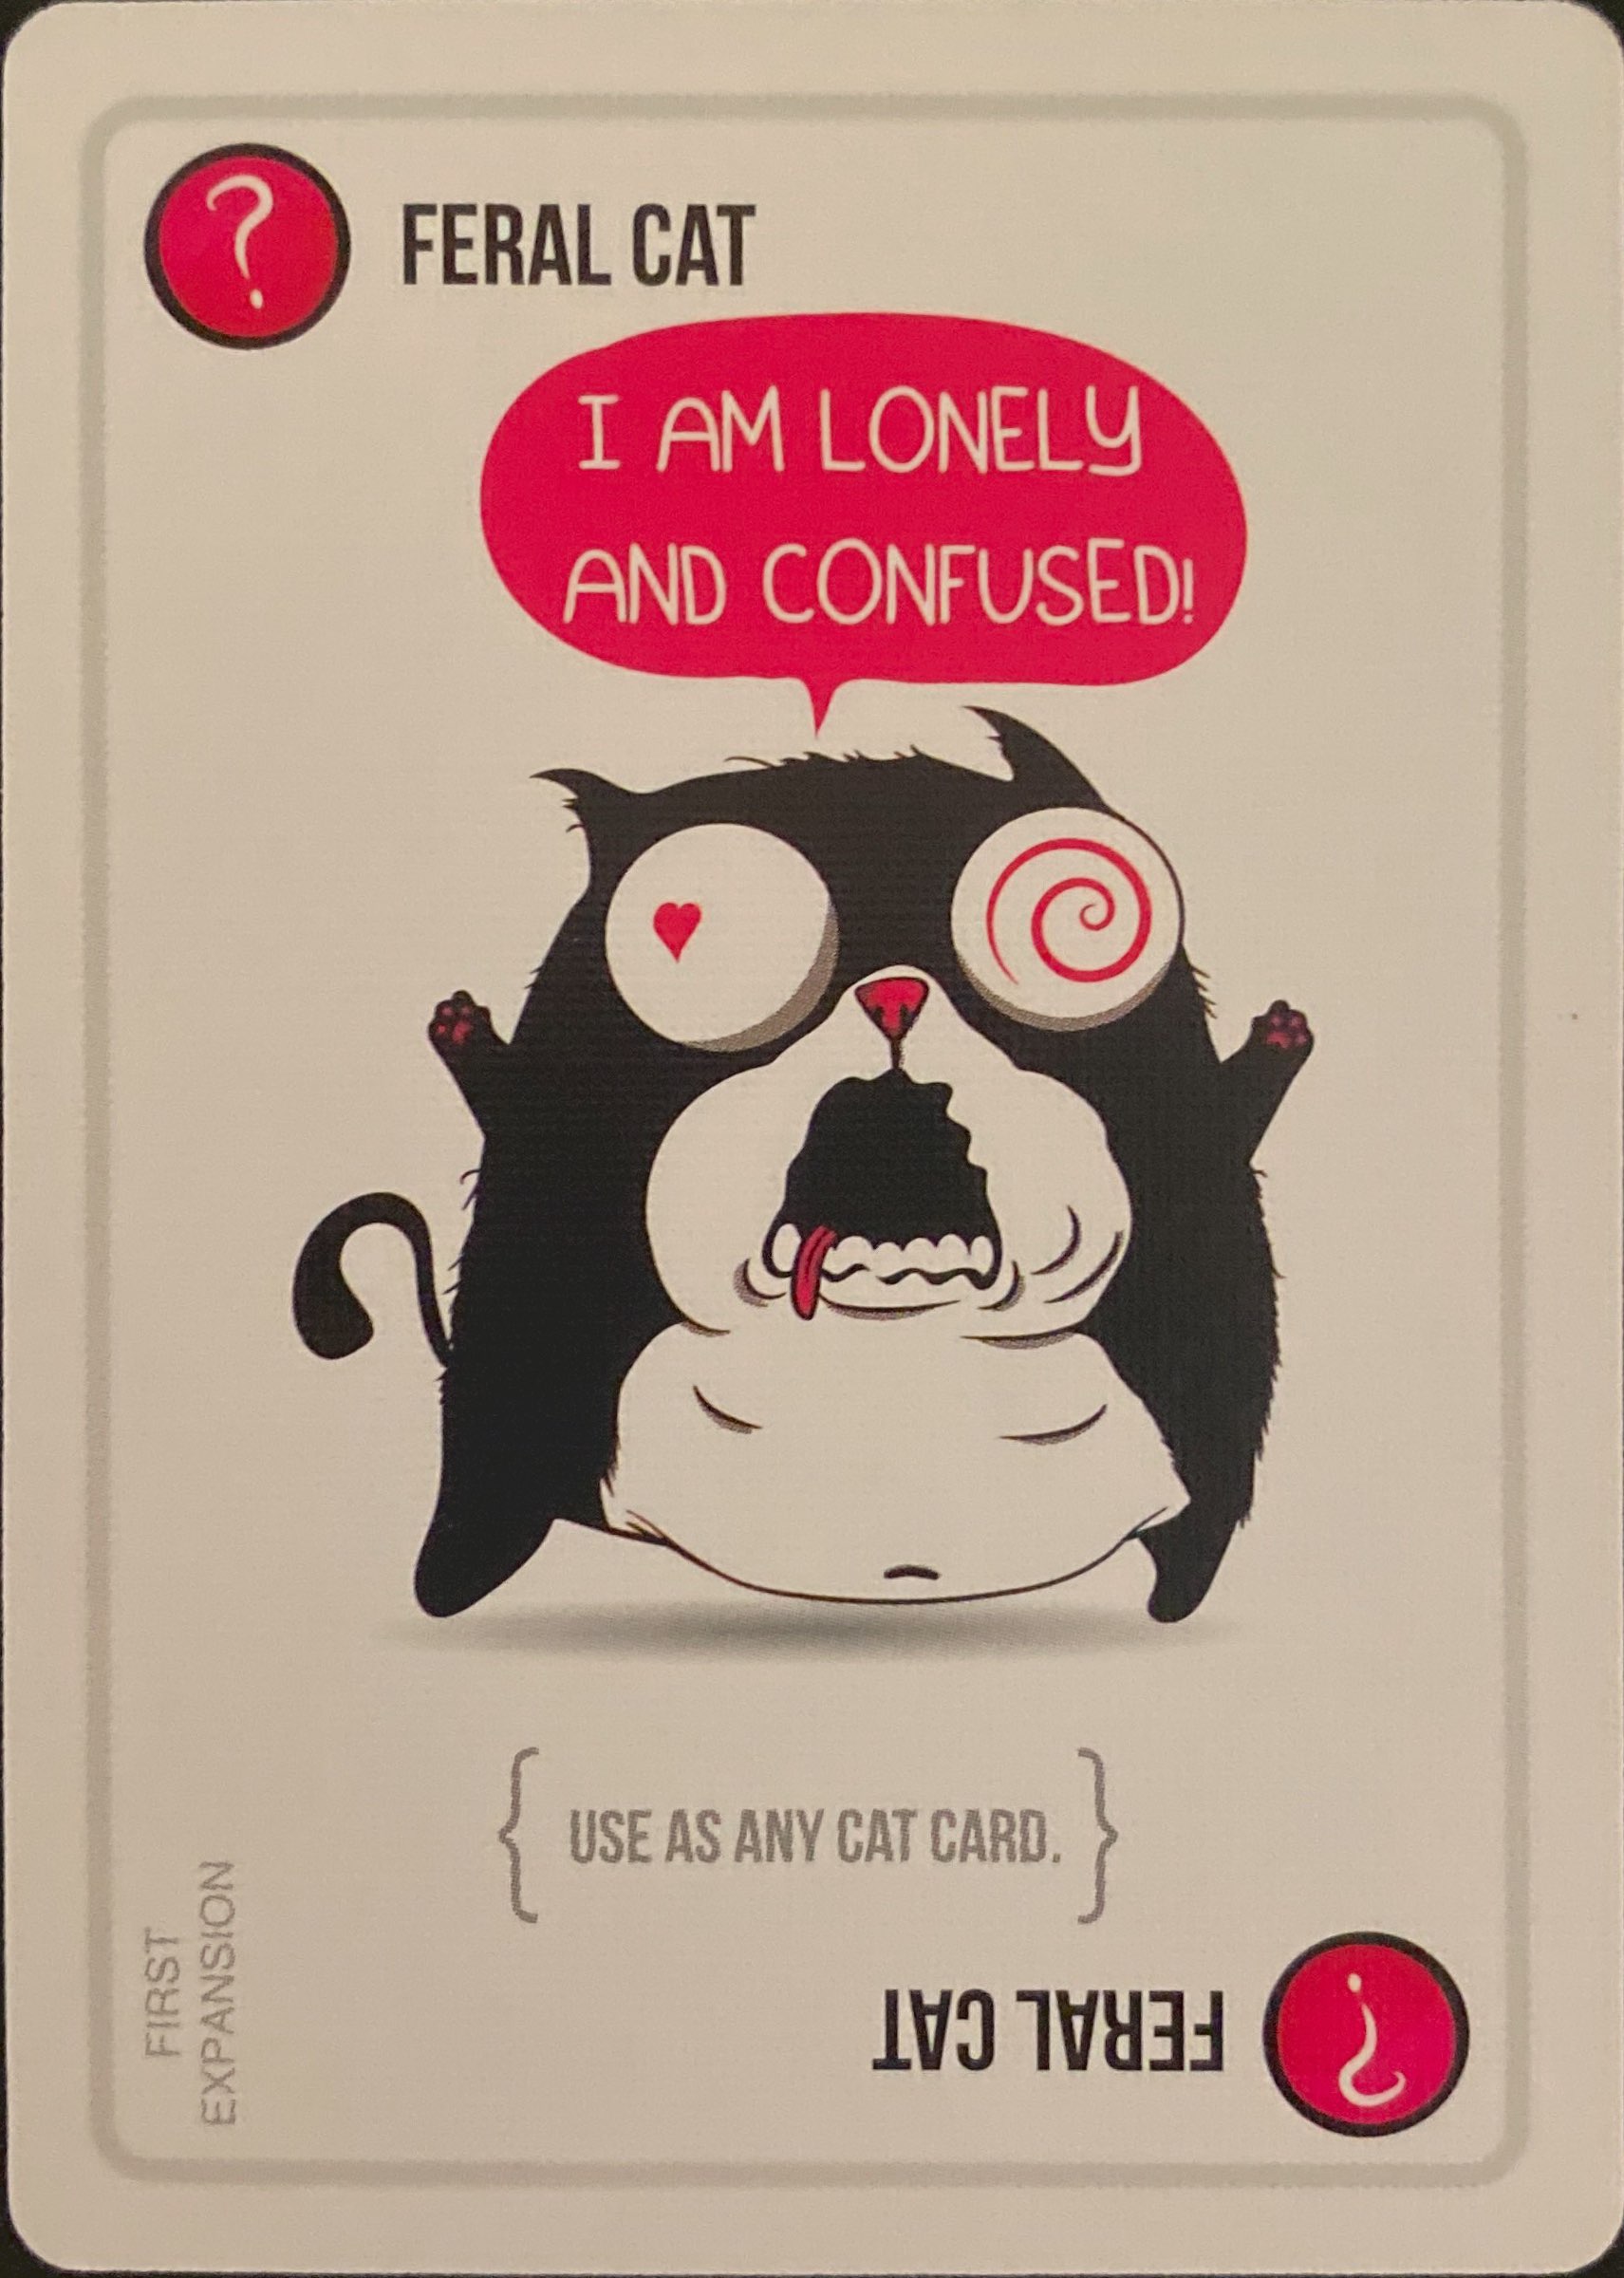 ?
FERAL CAT
I AM LONELY
AND CONFUSED!
USE AS ANY CAT CARD.
FIRST
EXPANSION
FERAL CAT
?